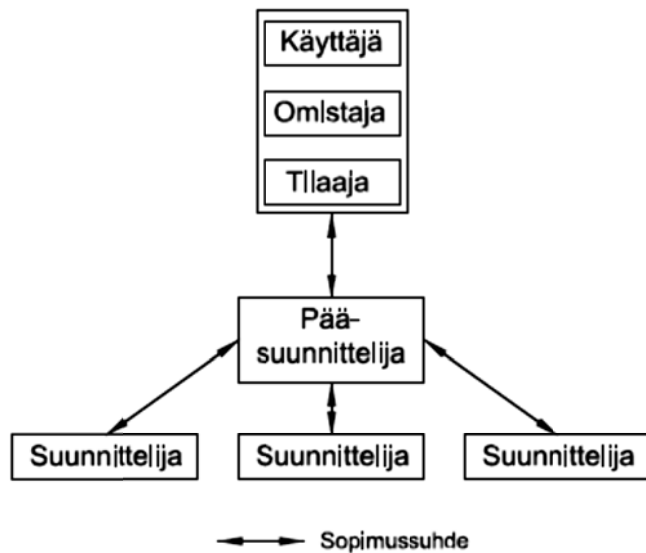 Käyttäjä
Omistaja
Tilaaja
Pää-
suunnittelija
Suunnittelija
Suunnittelija
Suunnittelija
Sopimussuhde